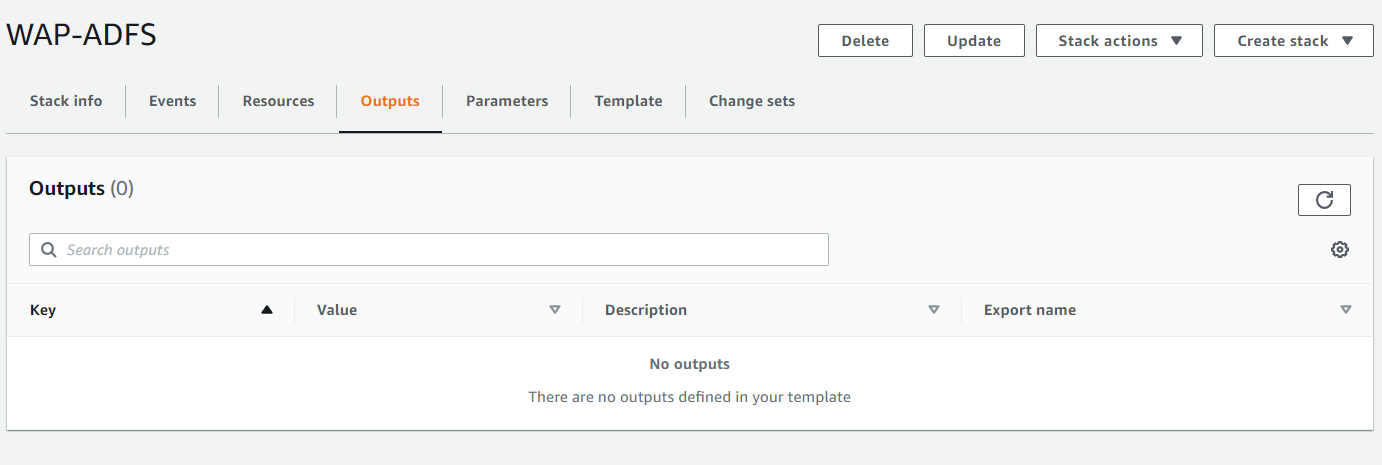 WAP-ADFS
Delete
Update
Stack actions
Create stack
Stack info
Events
Resources
Outputs
Parameters
Template
Change sets
Outputs (0)
Search outputs
Key
Value
Description
Export name
No outputs
There are no outputs defined in your template